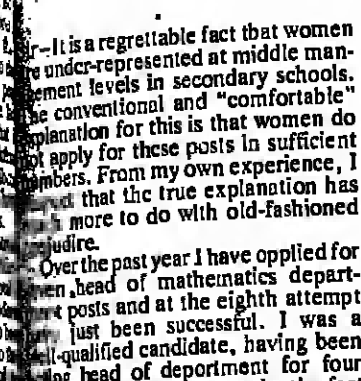 r–It is a regrettable fact that women
under-represented at middle man-
ement levels in secondary schools.
conventional and "comfortable"
planation for this is that women do
not apply for these posts in sufficient
mbers. From my own experience, I
that the true explanation has
more to do with old-fashioned
judice.
Over the past year I have applied for
en head of mathematics depart-
t posts and at the eighth attempt
just been successful. I was a
ll-qualified candidate, having been
head of department for four